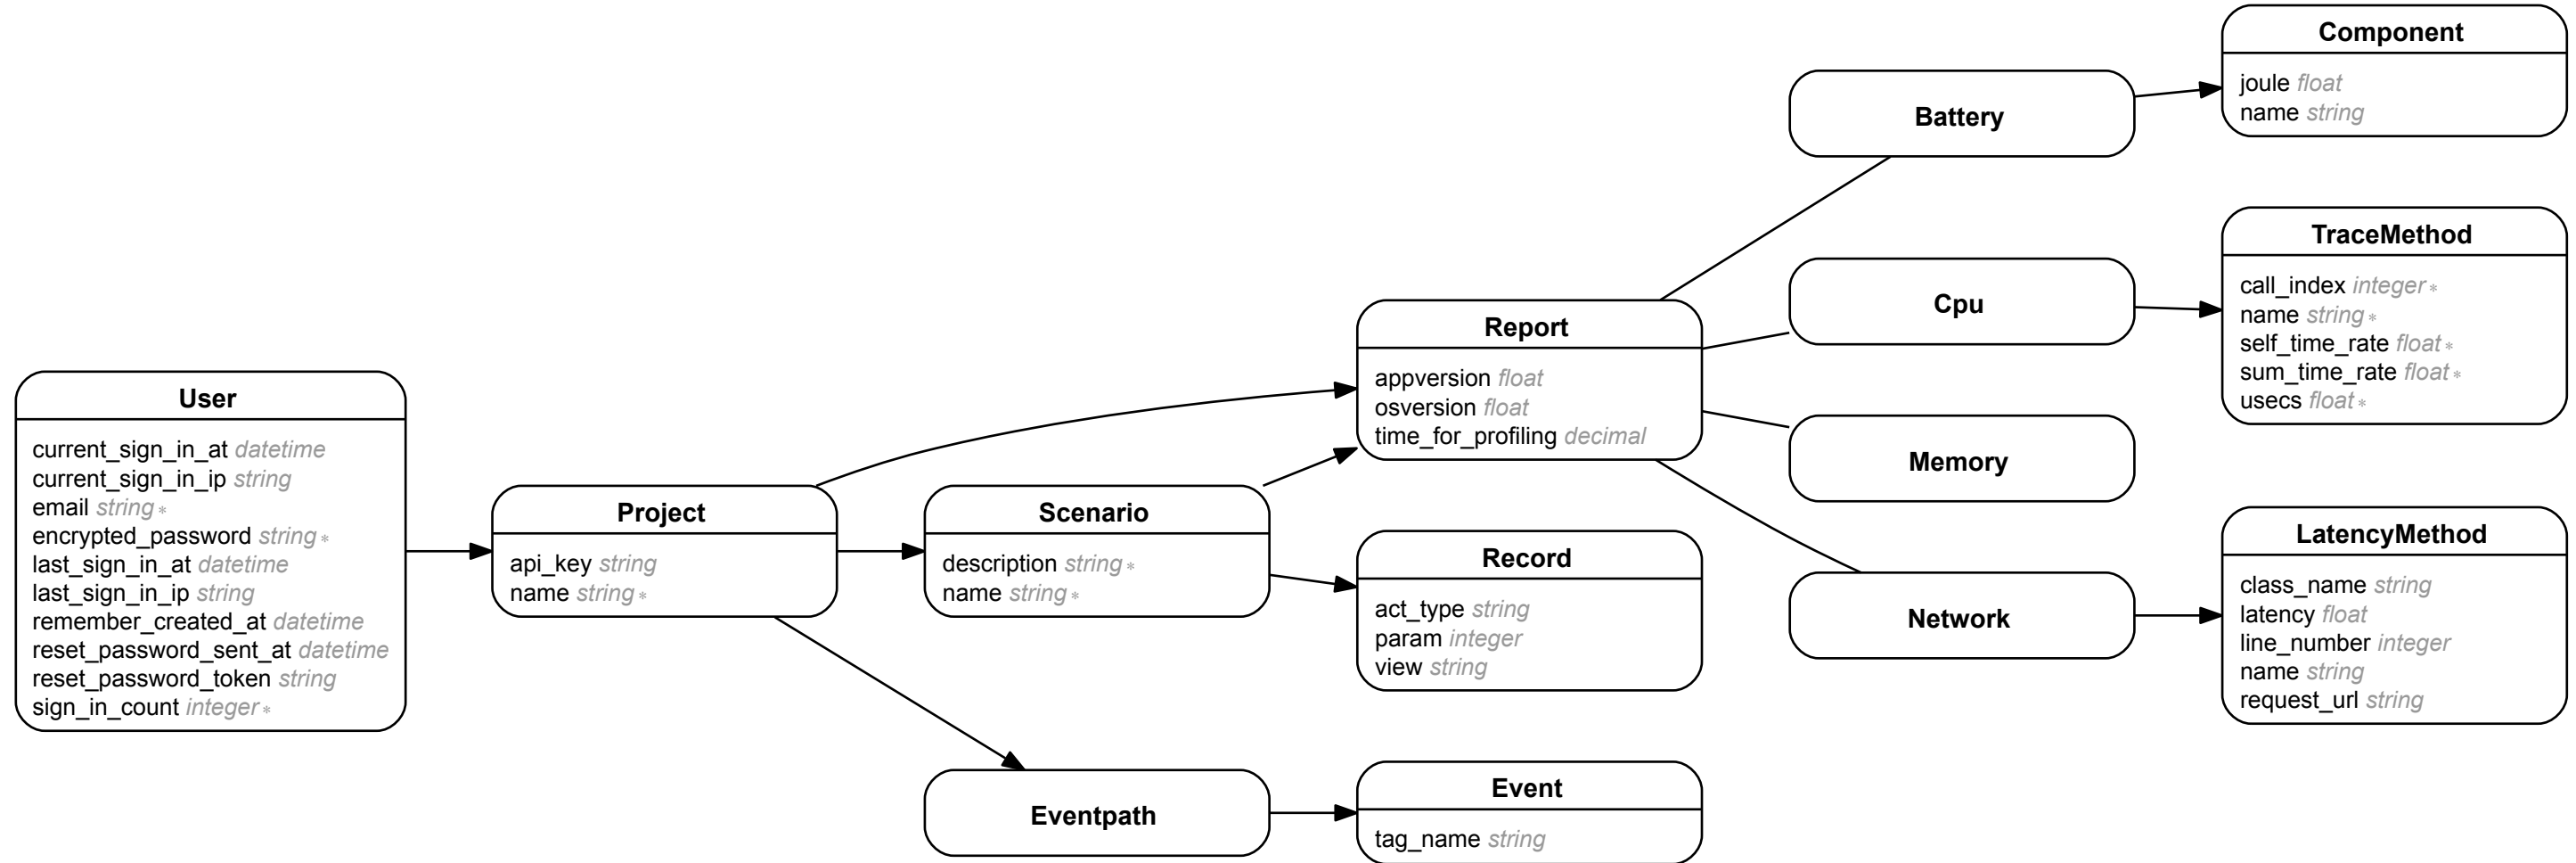 User
current_sign_in_at datetime
current_sign_in_ip string
email string *
encrypted_password string *
last_sign_in_at datetime
last_sign_in_ip string
remember_created_at datetime
reset_password_sent_at datetime
reset_password_token string
sign_in_count integer *
Project
api_key string
name string *
Scenario
description string *
name string *
Eventpath
Report
appversion float
osversion float
time_for_profiling decimal
Record
act_type string
param integer
view string
Event
tag_name string
Battery
Cpu
Memory
Network
Component
joule float
name string
TraceMethod
call_index integer *
name string *
self_time_rate float *
sum_time_rate float *
usecs float *
LatencyMethod
class_name string
latency float
line_number integer
name string
request_url string